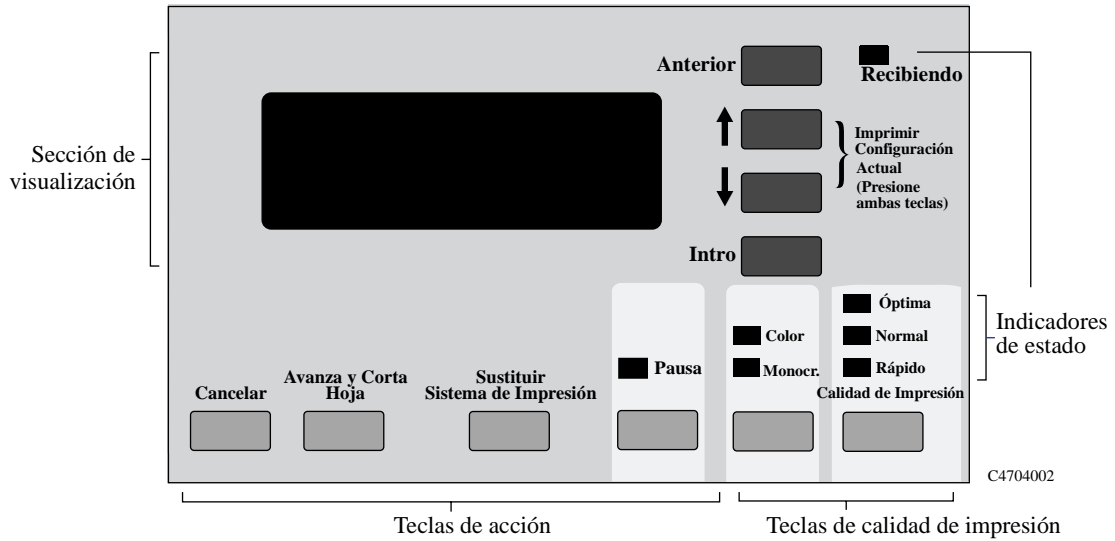 Anterior
Recibiendo
Imprimir
Configuración
Actual
(Presione
ambas teclas)
Sección de
visualización
Intro
Óptima
Color
Normal
Indicadores
de estado
Pausa
Monocr.
Rápido
Cancelar
Avanza y Corta
Hoja
Sustituir
Sistema de Impresión
Calidad de Impresión
C4704002
Teclas de acción
Teclas de calidad de impresión